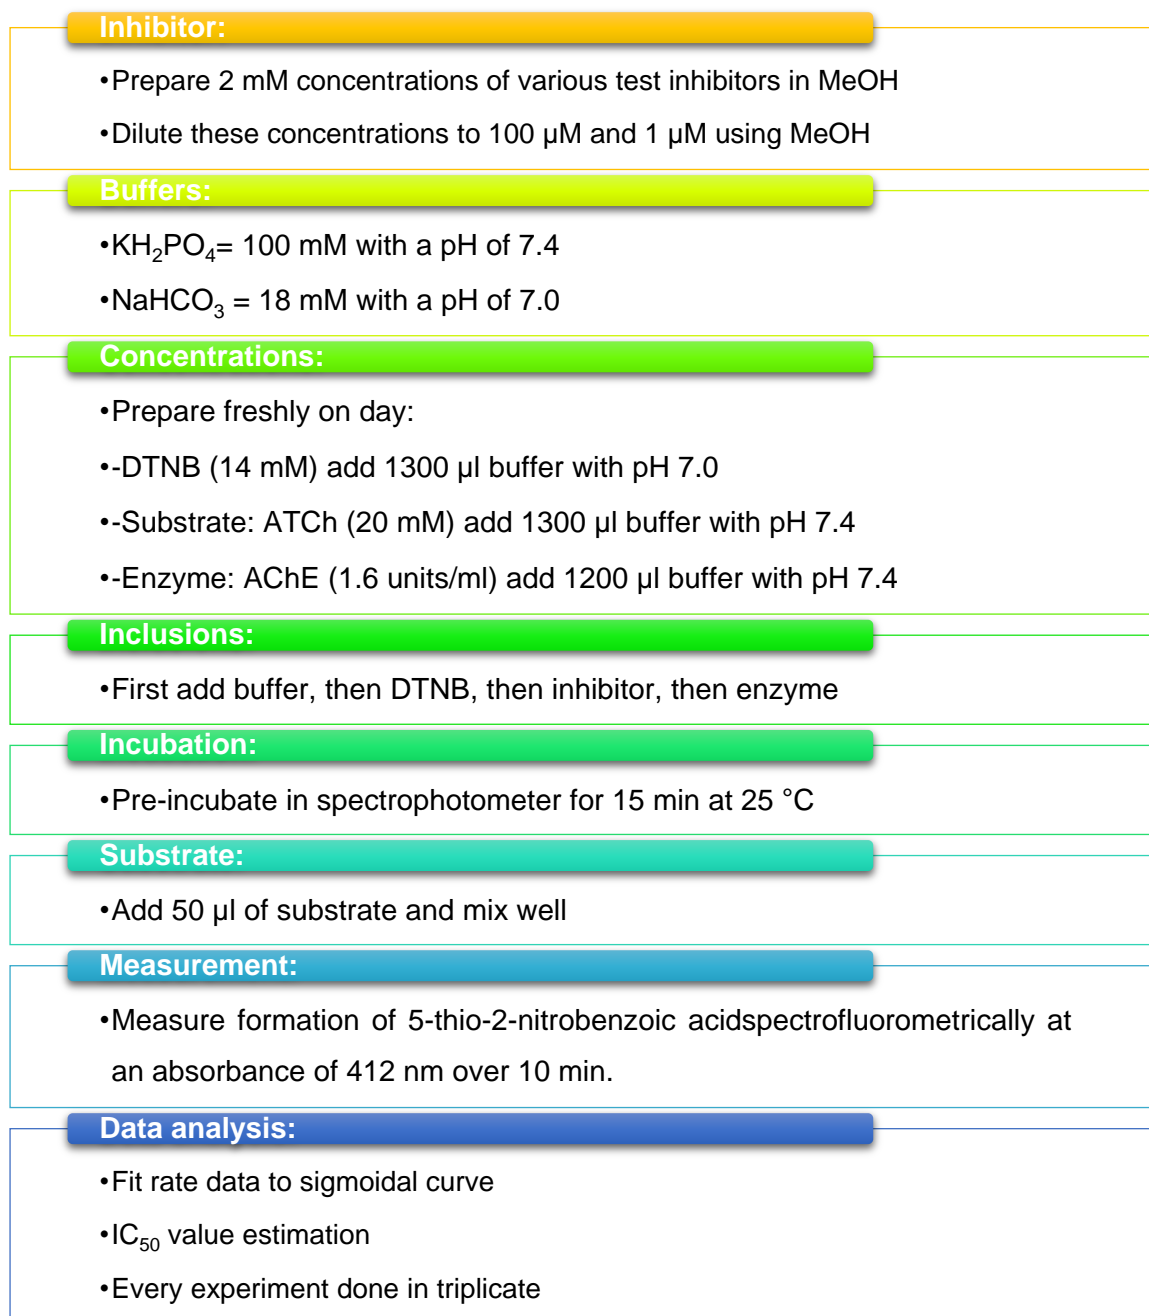 Inhibitor:
•Prepare 2 mM concentrations of various test inhibitors in MeOH
•Dilute these concentrations to 100 µM and 1 µM using MeOH
Buffers:
•KH₂PO₄= 100 mM with a pH of 7.4
•NaHCO₃ = 18 mM with a pH of 7.0
Concentrations:
•Prepare freshly on day:
•-DTNB (14 mM) add 1300 µl buffer with pH 7.0
•-Substrate: ATCh (20 mM) add 1300 µl buffer with pH 7.4
•-Enzyme: AChE (1.6 units/ml) add 1200 µl buffer with pH 7.4
Inclusions:
•First add buffer, then DTNB, then inhibitor, then enzyme
Incubation:
•Pre-incubate in spectrophotometer for 15 min at 25 °C
Substrate:
•Add 50 µl of substrate and mix well
Measurement:
•Measure formation of 5-thio-2-nitrobenzoic acidspectrofluorometrically at
an absorbance of 412 nm over 10 min.
Data analysis:
•Fit rate data to sigmoidal curve
•IC₅₀ value estimation
•Every experiment done in triplicate